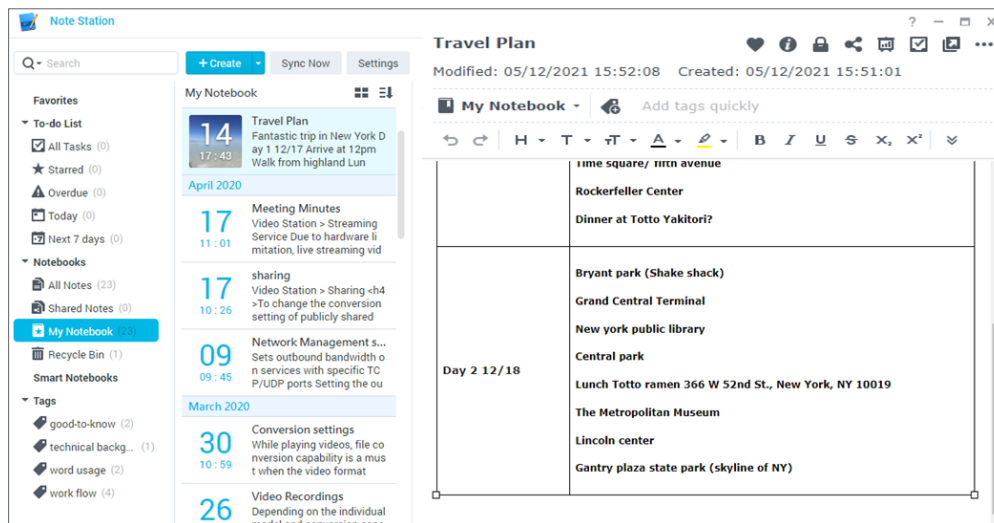 Note Station
Search
+ Create
Sync Now
Settings
Favorites
To-do List
All Tasks (0)
Starred (0)
Overdue (0)
Today (0)
Next 7 days (0)
Notebooks
All Notes (23)
Shared Notes (0)
My Notebook (23)
Recycle Bin (1)
Smart Notebooks
Tags
good-to-know (2)
technical backg... (1)
word usage (2)
work flow (4)
My Notebook
14
17:43
Travel Plan
Fantastic trip in New York D
ay 1 12/17 Arrive at 12pm
Walk from highland Lun
April 2020
17
11 : 01
Meeting Minutes
Video Station > Streaming
Service Due to hardware li
mitation, live streaming vid
17
10 : 26
sharing
Video Station > Sharing <h4
>To change the conversion
setting of publicly shared
09
09 : 45
Network Management s...
Sets outbound bandwidth o
n services with specific TC
P/UDP ports Setting the ou
March 2020
30
10 : 59
Conversion settings
While playing videos, file co
nversion capability is a mus
t when the video format
26
Video Recordings
Depending on the individual
Travel Plan
Modified: 05/12/2021 15:52:08 Created: 05/12/2021 15:51:01
My Notebook
Add tags quickly
H T TT A B I U S X₂ X²
Time square/ fifth avenue
Rockerfeller Center
Dinner at Totto Yakitori?
Day 2 12/18
Bryant park (Shake shack)
Grand Central Terminal
New york public library
Central park
Lunch Totto ramen 366 W 52nd St., New York, NY 10019
The Metropolitan Museum
Lincoln center
Gantry plaza state park (skyline of NY)